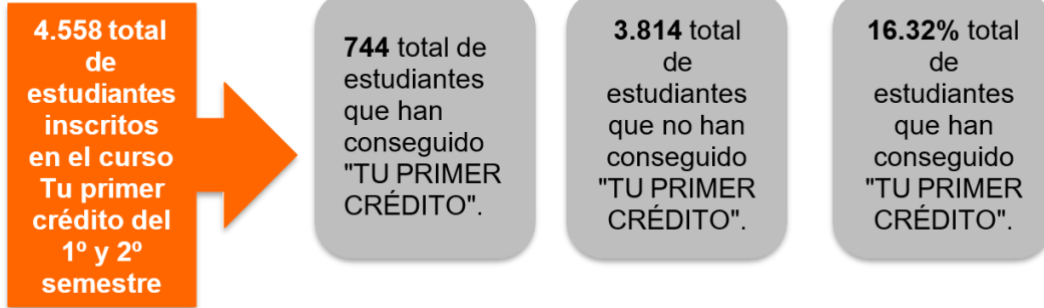 4.558 total
de
estudiantes
inscritos
en el curso
Tu primer
crédito del
1º y 2º
semestre
744 total de
estudiantes
que han
conseguido
"TU PRIMER
CRÉDITO".
3.814 total
de
estudiantes
que no han
conseguido
"TU PRIMER
CRÉDITO".
16.32% total
de
estudiantes
que han
conseguido
"TU PRIMER
CRÉDITO".